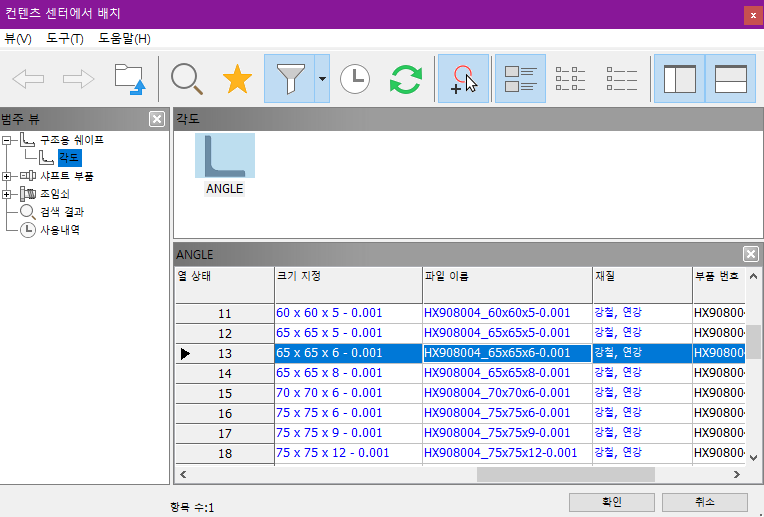 컨텐츠 센터에서 배치
x
뷰(V) 도구(T) 도움말(H)
범주 뷰
구조용 쉐이프
각도
샤프트 부품
조임쇠
검색 결과
사용내역
각도
ANGLE
ANGLE
열 상태 크기 지정 파일 이름 재질 부품 번호
11 60 x 60 x 5 - 0.001 HX908004_60x60x5-0.001 강철, 연강 HX908004
12 65 x 65 x 5 - 0.001 HX908004_65x65x5-0.001 강철, 연강 HX908004
13 65 x 65 x 6 - 0.001 HX908004_65x65x6-0.001 강철, 연강 HX908004
14 65 x 65 x 8 - 0.001 HX908004_65x65x8-0.001 강철, 연강 HX908004
15 70 x 70 x 6 - 0.001 HX908004_70x70x6-0.001 강철, 연강 HX908004
16 75 x 75 x 6 - 0.001 HX908004_75x75x6-0.001 강철, 연강 HX908004
17 75 x 75 x 9 - 0.001 HX908004_75x75x9-0.001 강철, 연강 HX908004
18 75 x 75 x 12 - 0.001 HX908004_75x75x12-0.001 강철, 연강 HX908004
항목 수:1
확인 취소